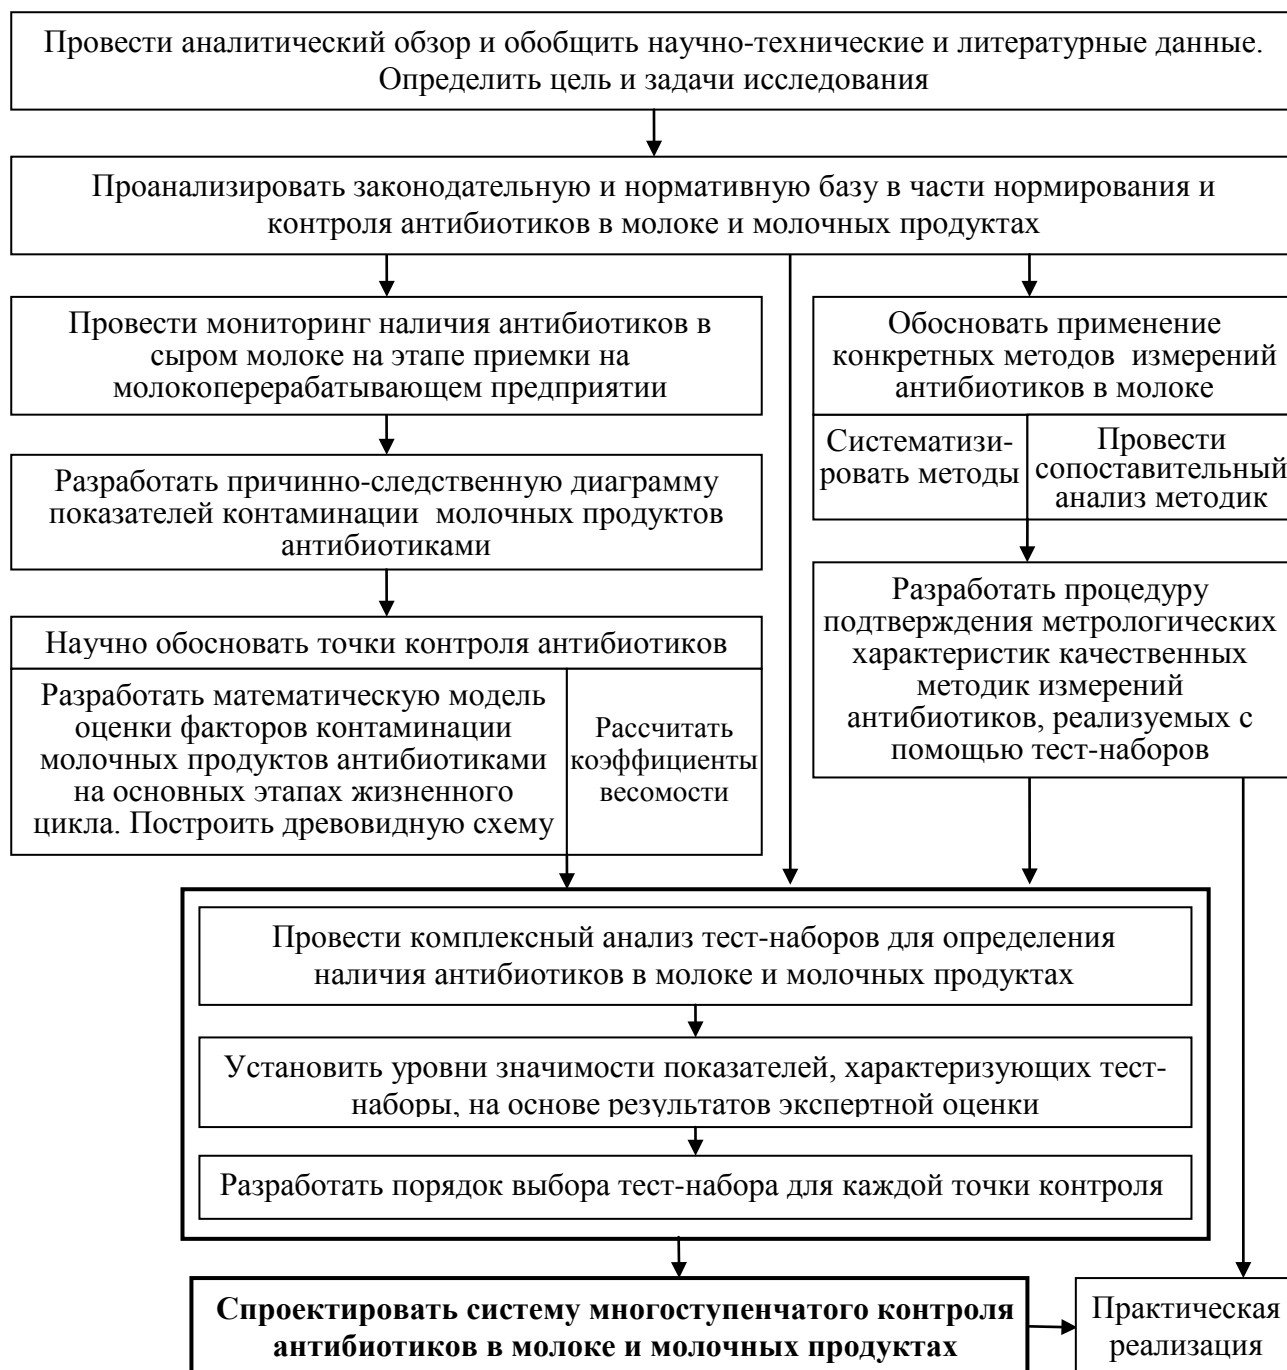 Провести аналитический обзор и обобщить научно-технические и литературные данные.
Определить цель и задачи исследования
Проанализировать законодательную и нормативную базу в части нормирования и
контроля антибиотиков в молоке и молочных продуктах
Провести мониторинг наличия антибиотиков в
сыром молоке на этапе приемки на
молокоперерабатывающем предприятии
Разработать причинно-следственную диаграмму
показателей контаминации молочных продуктов
антибиотиками
Научно обосновать точки контроля антибиотиков
Разработать математическую модель
оценки факторов контаминации
молочных продуктов антибиотиками
на основных этапах жизненного
цикла. Построить древовидную схему
Рассчитать
коэффициенты
весомости
Обосновать применение
конкретных методов измерений
антибиотиков в молоке
Систематизи-
ровать методы
Провести
сопоставительный
анализ методик
Разработать процедуру
подтверждения метрологических
характеристик качественных
методик измерений
антибиотиков, реализуемых с
помощью тест-наборов
Провести комплексный анализ тест-наборов для определения
наличия антибиотиков в молоке и молочных продуктах
Установить уровни значимости показателей, характеризующих тест-
наборы, на основе результатов экспертной оценки
Разработать порядок выбора тест-набора для каждой точки контроля
Спроектировать систему многоступенчатого контроля
антибиотиков в молоке и молочных продуктах
Практическая
реализация